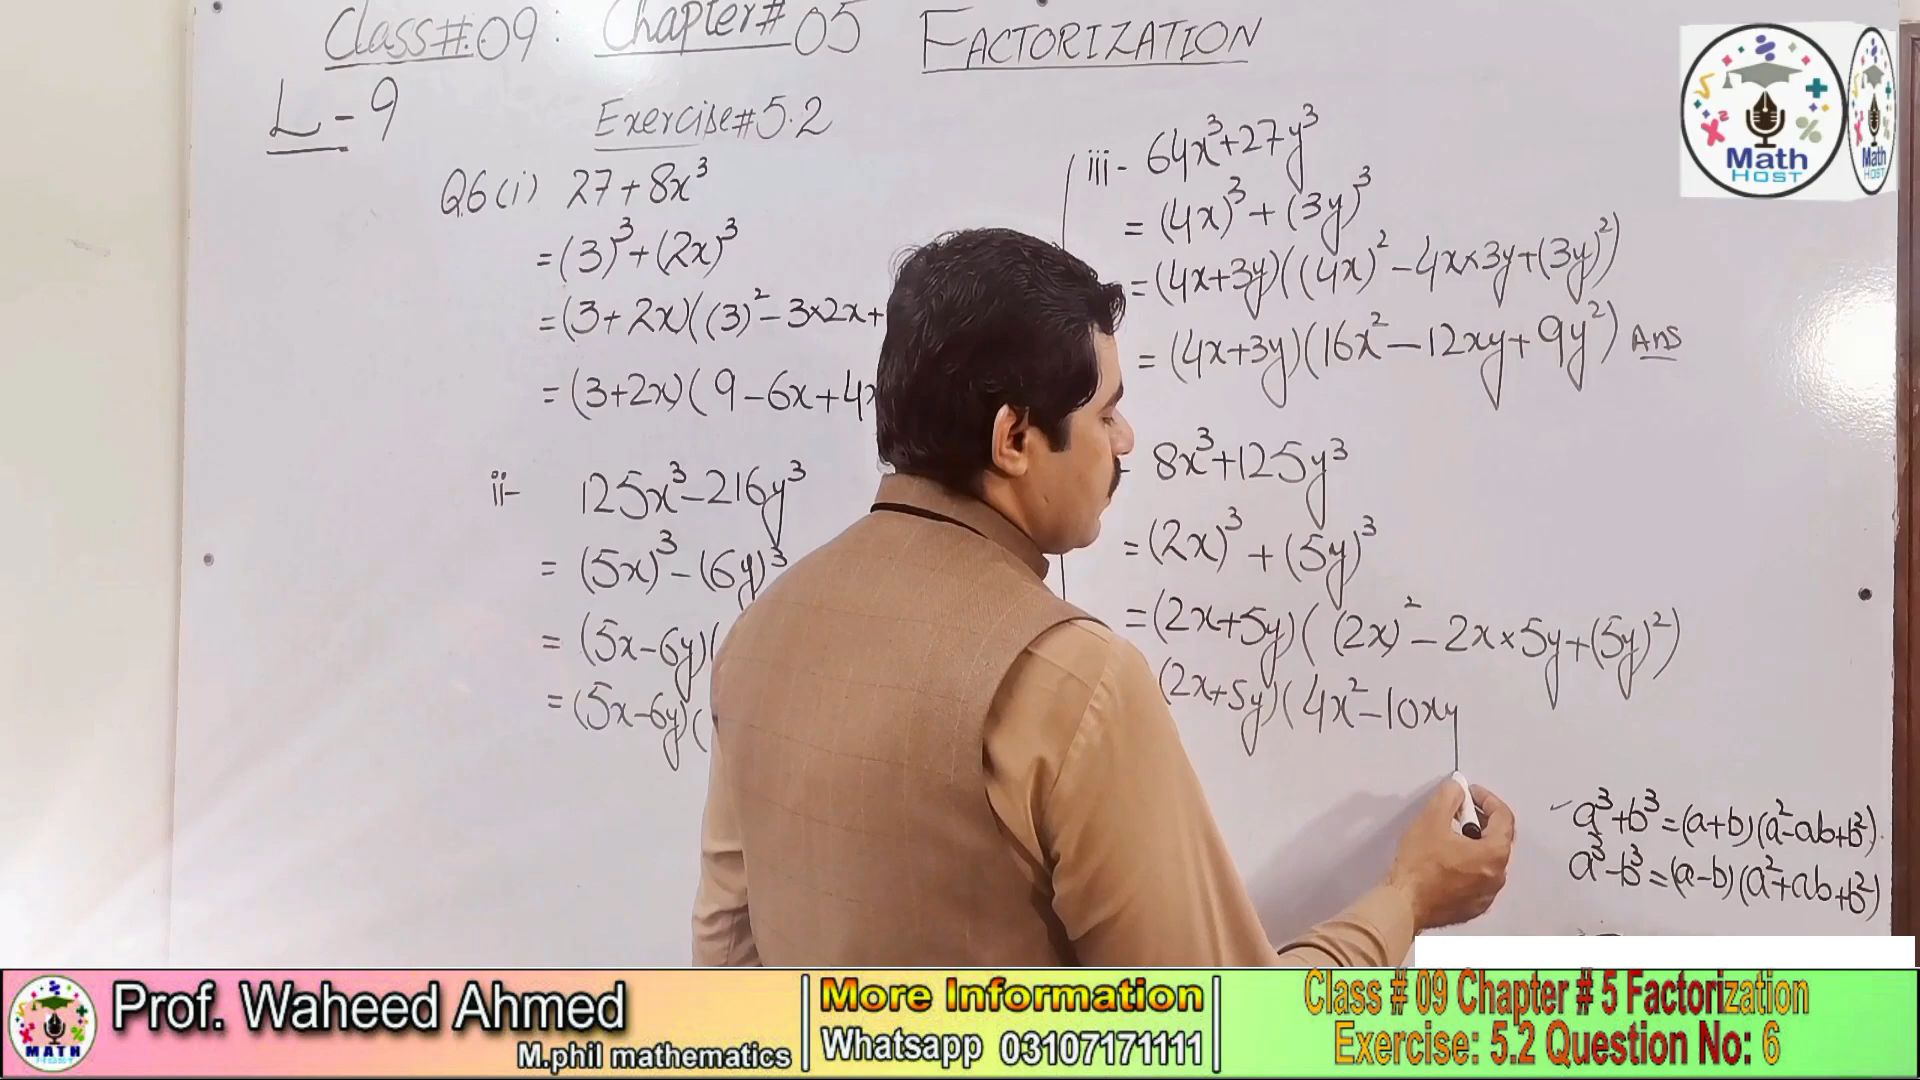 Class#.09: Chapter# 05 FACTORIZATION
L-9
Exercise#5.2
Q6(i) 27+8x³
=(3)³+(2x)³
=(3+2x)((3)²-3×2x+
=(3+2x)(9-6x+4x
ii- 125x³-216y³
= (5x)³-(6y)³
= (5x-6y)(
=(5x-6y)(
iii- 64x³+27y³
= (4x)³+(3y)³
=(4x+3y)((4x)²-4x×3y+(3y)²)
= (4x+3y)(16x²-12xy+9y²) Ans
8x³+125y³
=(2x)³+(5y)³
=(2x+5y)((2x)²-2x×5y+(5y)²)
(2x+5y)(4x²-10xy
a³+b³=(a+b)(a²-ab+b²).
a³-b³=(a-b)(a²+ab+b²)
Math
HOST
Math
HOST
MATH
HOST
Prof. Waheed Ahmed
M.phil mathematics
More Information
Whatsapp 03107171111
Class # 09 Chapter # 5 Factorization
Exercise: 5.2 Question No: 6